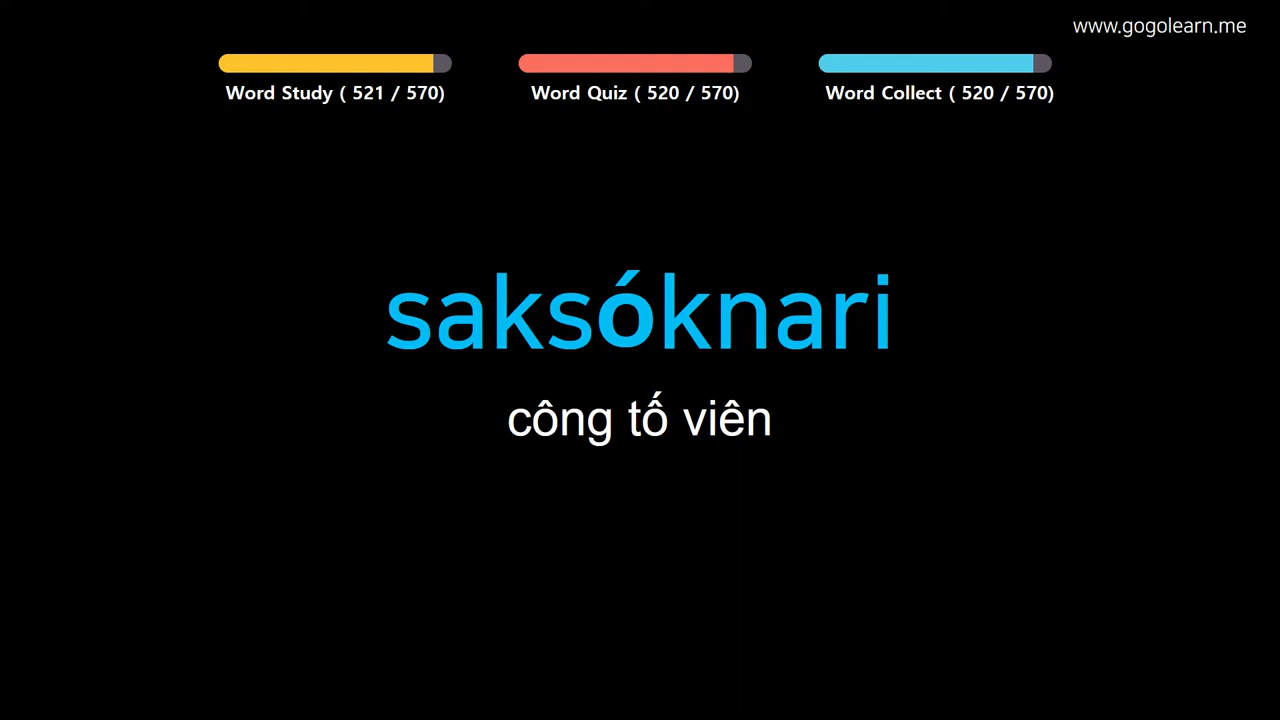 www.gogolearn.me
Word Study ( 521 / 570)
Word Quiz ( 520 / 570)
Word Collect ( 520 / 570)
saksóknari
công tố viên